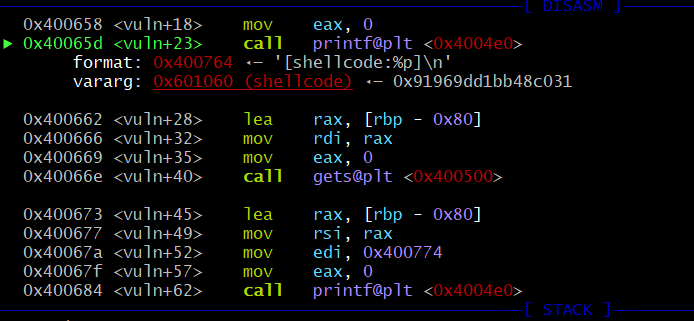 [ DISASM ]
0x400658 <vuln+18> mov eax, 0
► 0x40065d <vuln+23> call printf@plt <0x4004e0>
format: 0x400764 ◂— '[shellcode:%p]\n'
vararg: 0x601060 (shellcode) ◂— 0x91969dd1bb48c031
0x400662 <vuln+28> lea rax, [rbp - 0x80]
0x400666 <vuln+32> mov rdi, rax
0x400669 <vuln+35> mov eax, 0
0x40066e <vuln+40> call gets@plt <0x400500>
0x400673 <vuln+45> lea rax, [rbp - 0x80]
0x400677 <vuln+49> mov rsi, rax
0x40067a <vuln+52> mov edi, 0x400774
0x40067f <vuln+57> mov eax, 0
0x400684 <vuln+62> call printf@plt <0x4004e0>
[ STACK ]